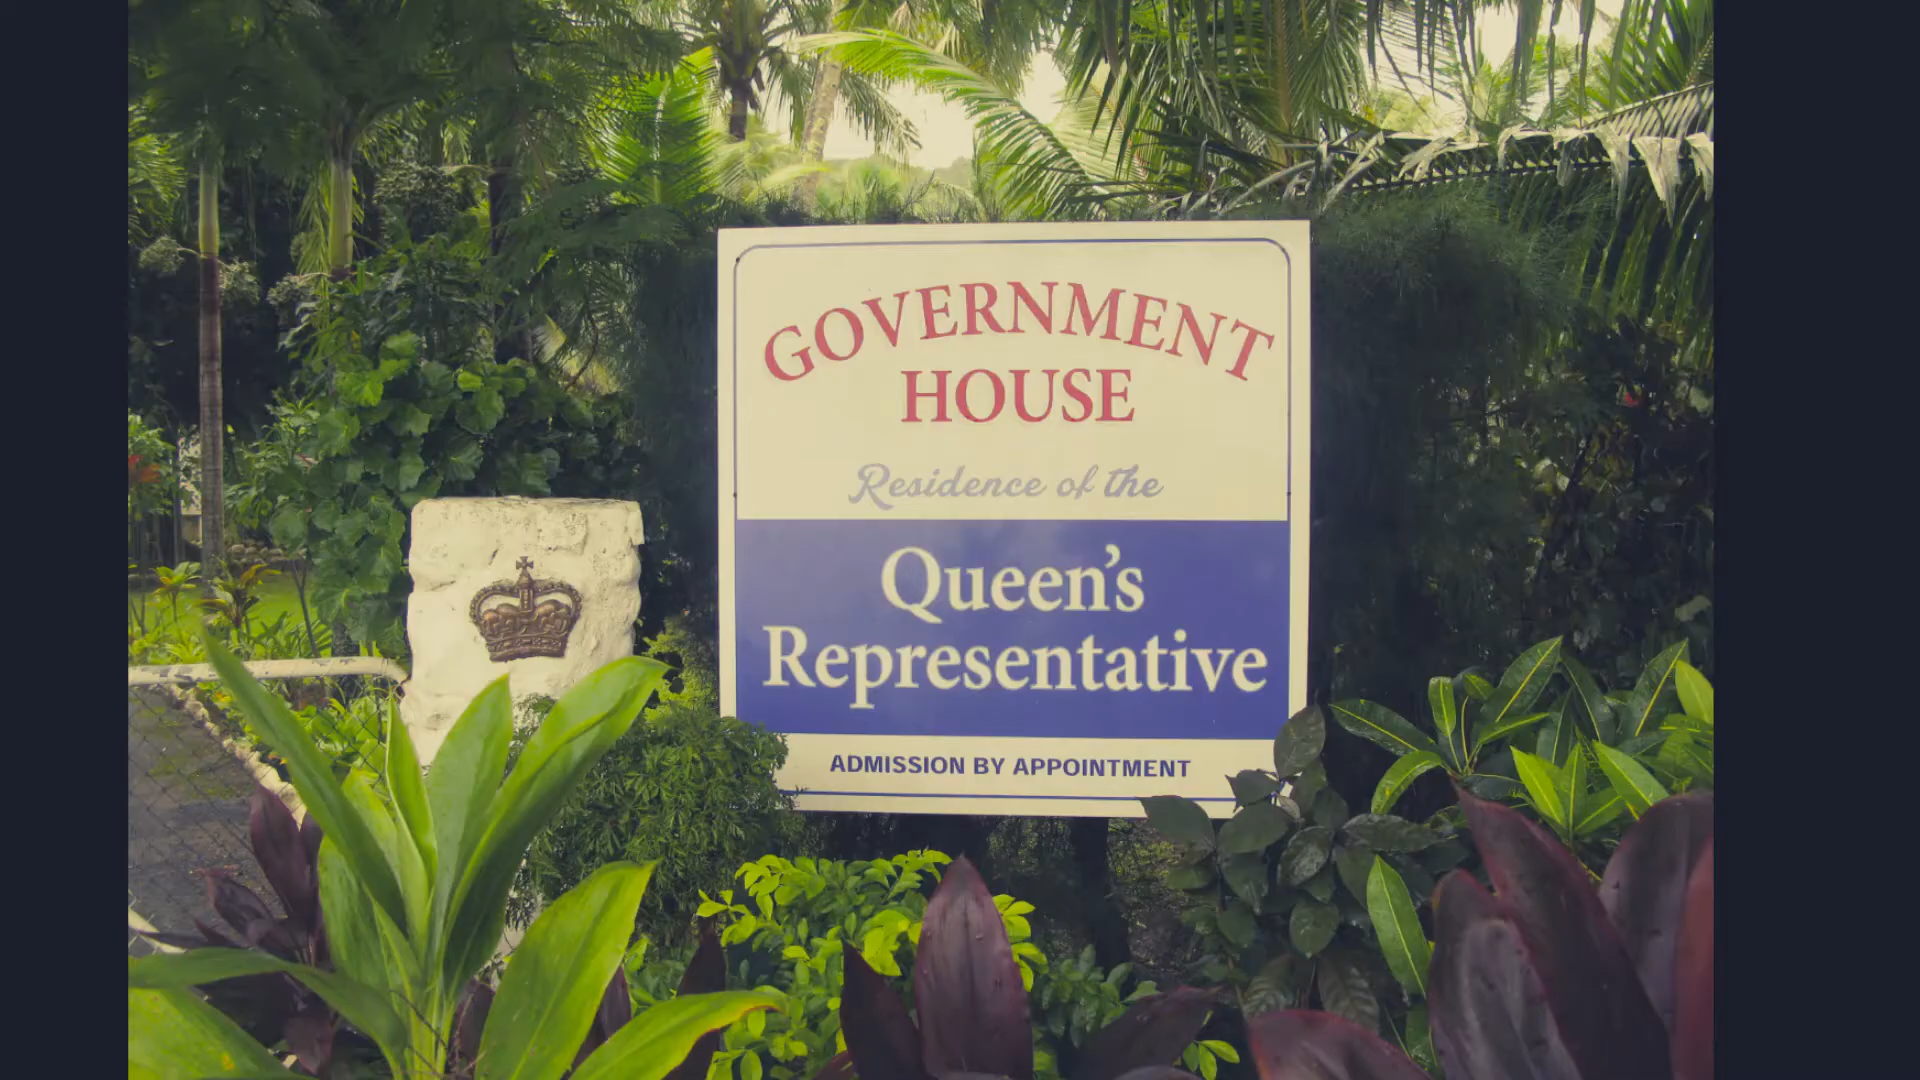 GOVERNMENT
HOUSE
Residence of the
Queen's
Representative
ADMISSION BY APPOINTMENT